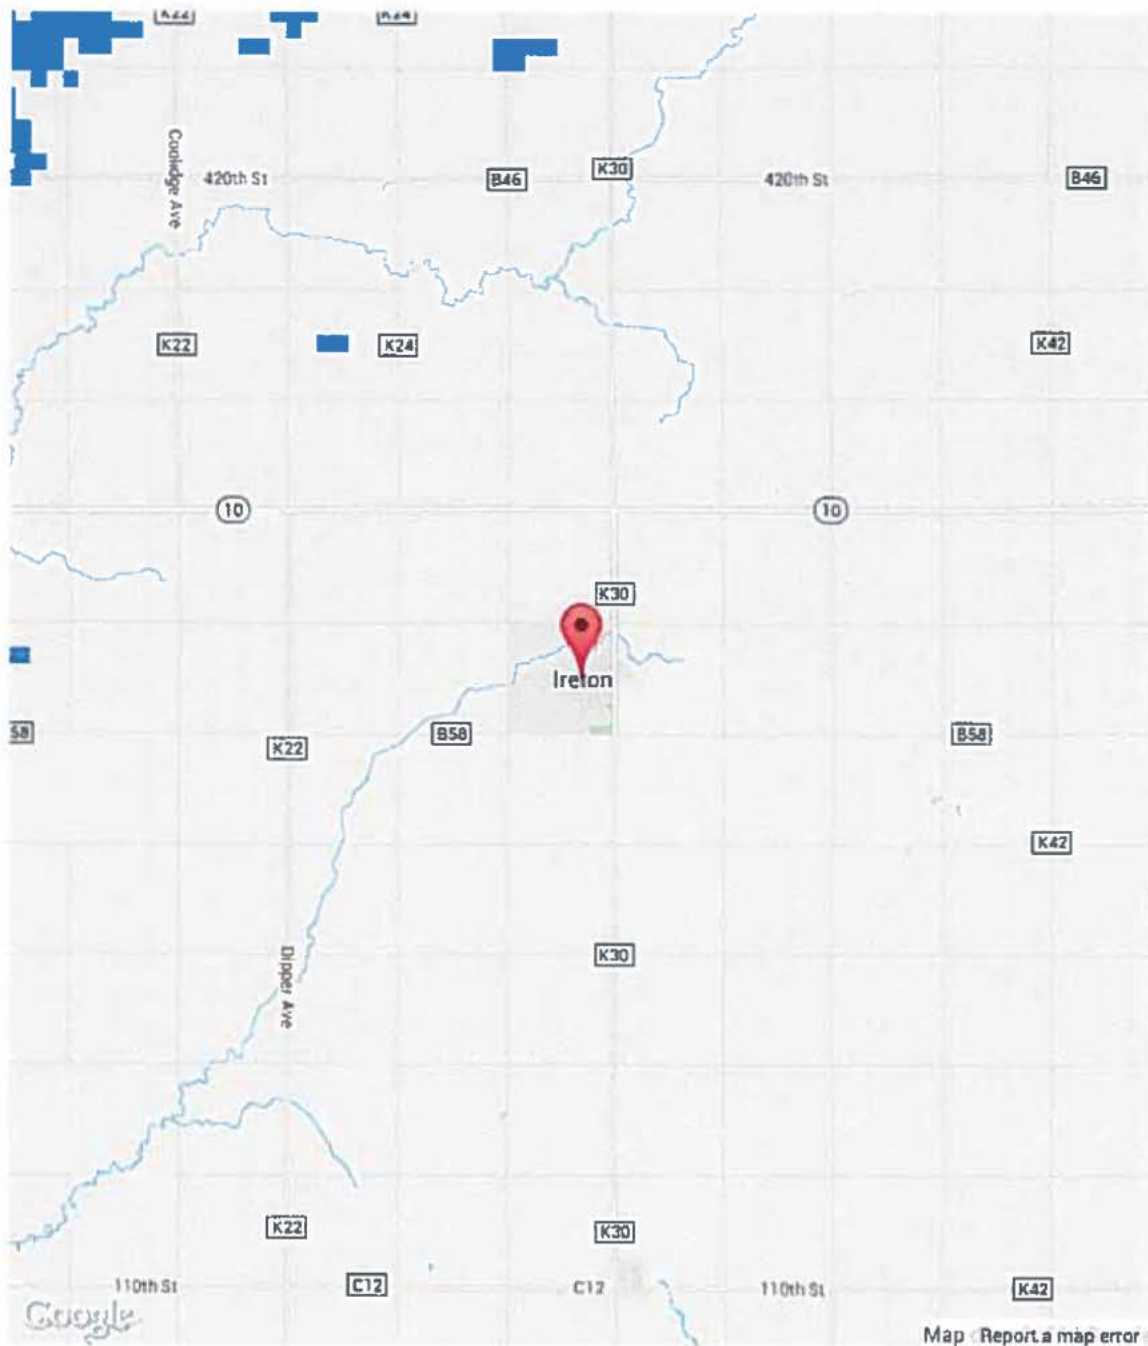 K22
K24
Coolidge Ave
420th St
B46
K30
420th St
B46
K22
K24
K42
10
10
K30
Ireton
58
K22
B58
B58
K42
Dipper Ave
K30
K22
K30
110th St
C12
C12
110th St
K42
Google
Map
Report a map error